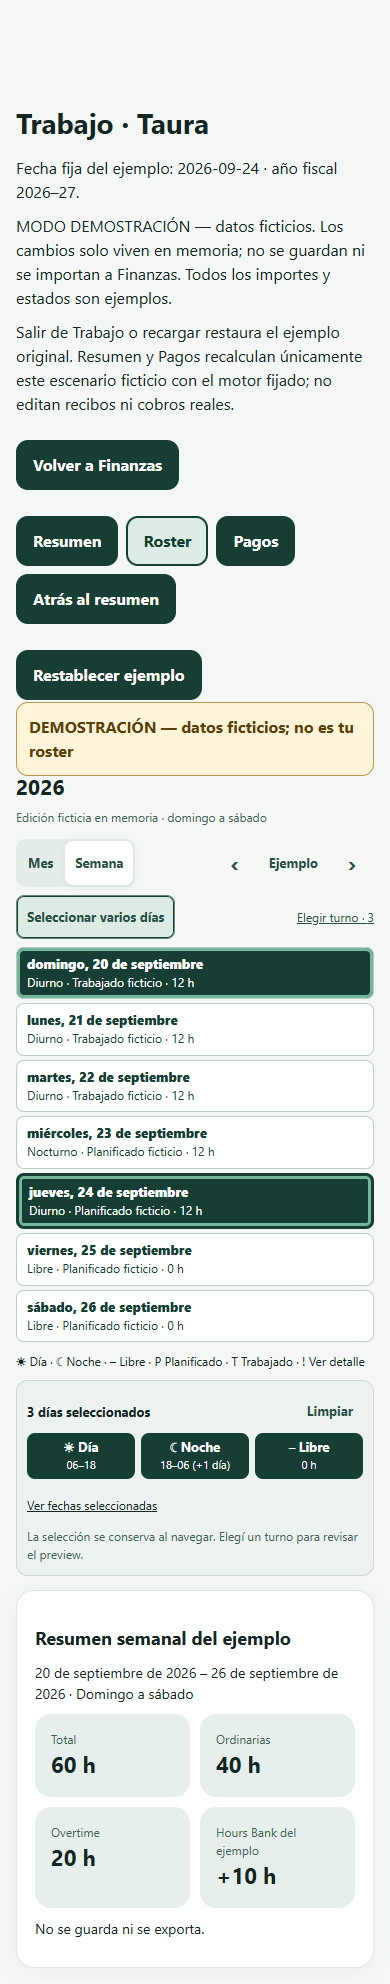 Trabajo · Taura
Fecha fija del ejemplo: 2026-09-24 · año fiscal
2026–27.
MODO DEMOSTRACIÓN — datos ficticios. Los
cambios solo viven en memoria; no se guardan ni
se importan a Finanzas. Todos los importes y
estados son ejemplos.
Salir de Trabajo o recargar restaura el ejemplo
original. Resumen y Pagos recalculan únicamente
este escenario ficticio con el motor fijado; no
editan recibos ni cobros reales.
Volver a Finanzas
Resumen Roster Pagos
Atrás al resumen
Restablecer ejemplo
DEMOSTRACIÓN — datos ficticios; no es tu
roster
2026
Edición ficticia en memoria · domingo a sábado
Mes Semana ‹ Ejemplo ›
Seleccionar varios días Elegir turno · 3
domingo, 20 de septiembre
Diurno · Trabajado ficticio · 12 h
lunes, 21 de septiembre
Diurno · Trabajado ficticio · 12 h
martes, 22 de septiembre
Diurno · Trabajado ficticio · 12 h
miércoles, 23 de septiembre
Nocturno · Planificado ficticio · 12 h
jueves, 24 de septiembre
Diurno · Planificado ficticio · 12 h
viernes, 25 de septiembre
Libre · Planificado ficticio · 0 h
sábado, 26 de septiembre
Libre · Planificado ficticio · 0 h
☀ Día · ☾ Noche · – Libre · P Planificado · T Trabajado · ! Ver detalle
3 días seleccionados Limpiar
☀ Día ☾ Noche – Libre
06–18 18–06 (+1 día) 0 h
Ver fechas seleccionadas
La selección se conserva al navegar. Elegí un turno para revisar
el preview.
Resumen semanal del ejemplo
20 de septiembre de 2026 – 26 de septiembre de
2026 · Domingo a sábado
Total
60 h
Ordinarias
40 h
Overtime
20 h
Hours Bank del
ejemplo
+10 h
No se guarda ni se exporta.